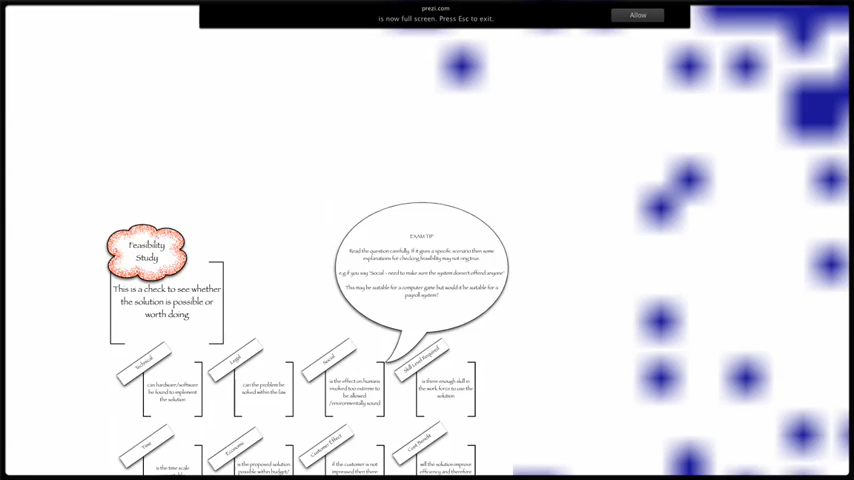 prezi.com
is now full screen. Press Esc to exit.
Allow
EXAM TIP
Read the question carefully. If it gives a specific scenario then some
explanations for checking feasibility may not ring true.
e.g if you say 'Social - need to make sure the system doesn't offend anyone'
This may be suitable for a computer game but would it be suitable for a
payroll system?
Feasibility
Study
This is a check to see whether
the solution is possible or
worth doing
Technical
can hardware/software
be found to implement
the solution
Legal
can the problem be
solved within the law
Social
is the effect on humans
involved too extreme to
be allowed
/environmentally sound
Skill Level Required
is there enough skill in
the work force to use the
solution
Time
is the time scale
Economic
is the proposed solution
possible within budget/
Customer Effect
if the customer is not
impressed then there
Cost Benefit
will the solution improve
efficiency and therefore